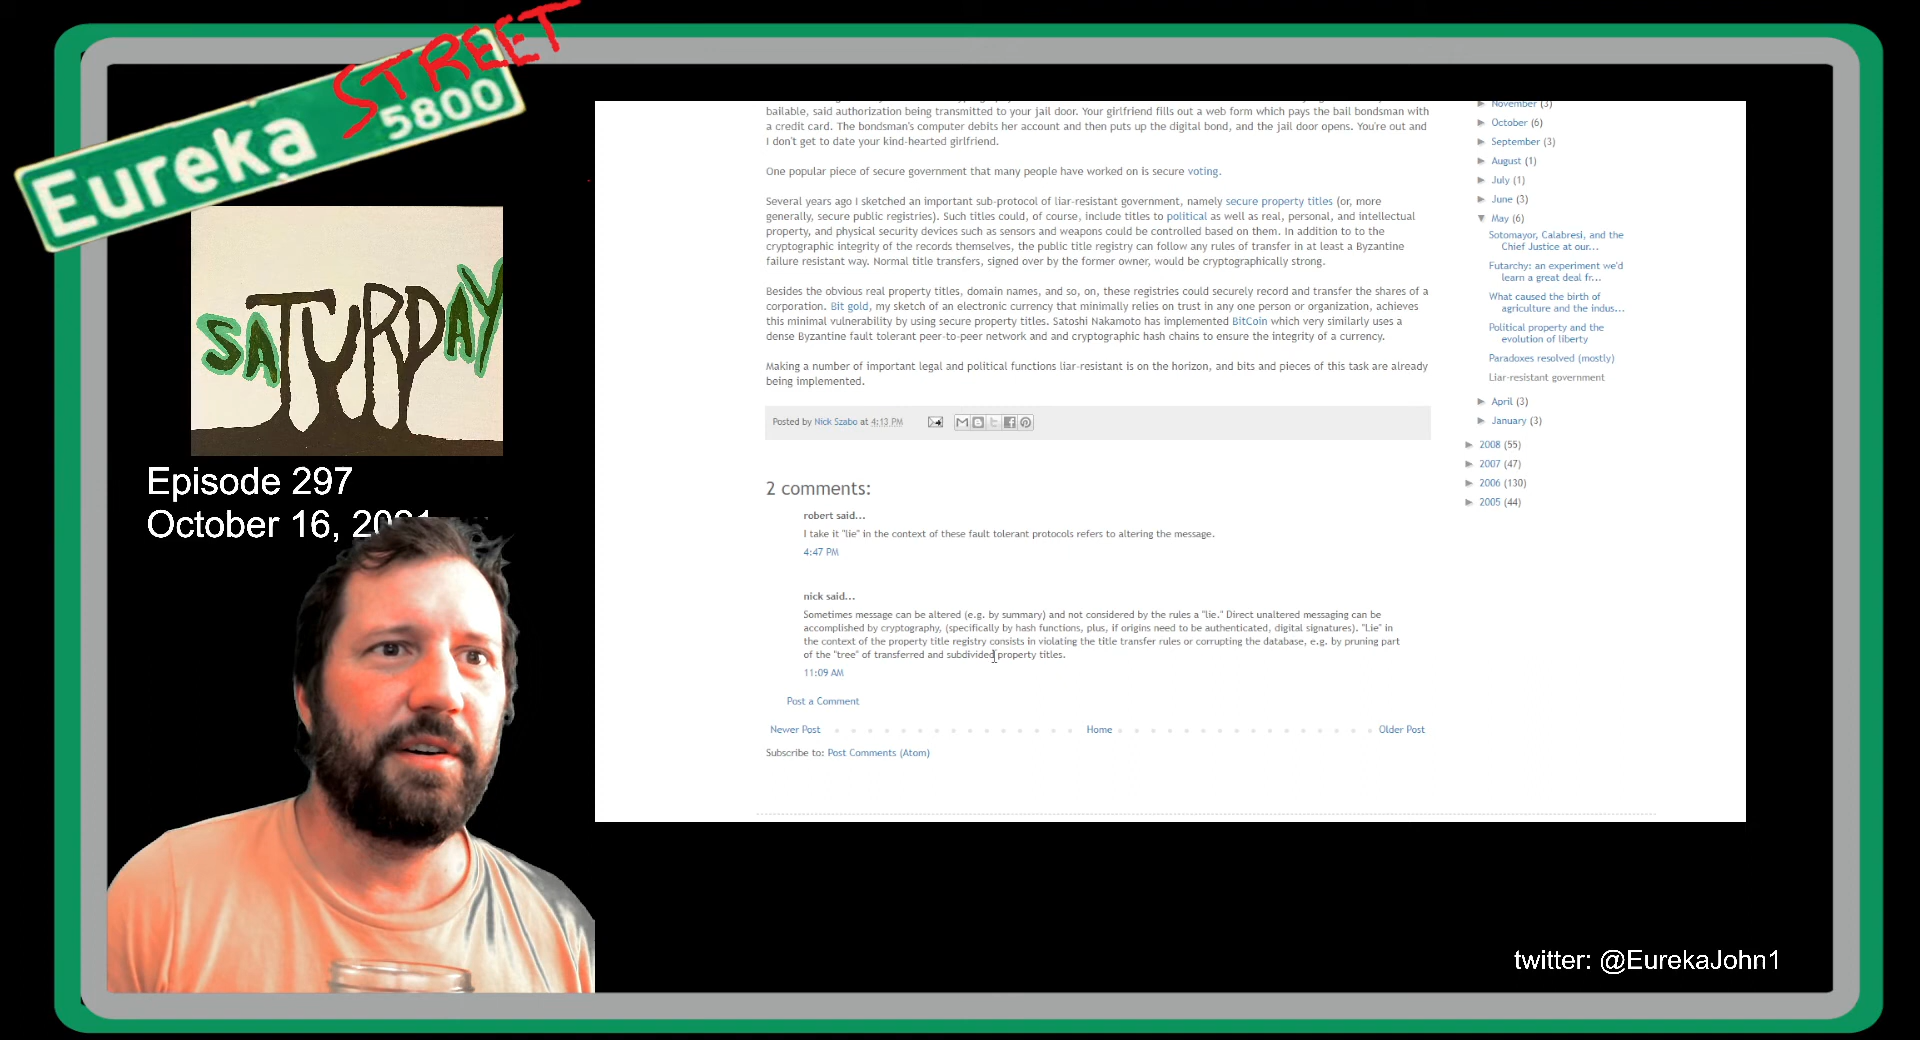 Eureka STREET
5800
SATURDAY
Episode 297
October 16,
bailable, said authorization being transmitted to your jail door. Your girlfriend fills out a web form which pays the bail bondsman with
a credit card. The bondsman's computer debits her account and then puts up the digital bond, and the jail door opens. You're out and
I don't get to date your kind-hearted girlfriend.
One popular piece of secure government that many people have worked on is secure voting.
Several years ago I sketched an important sub-protocol of liar-resistant government, namely secure property titles (or, more
generally, secure public registries). Such titles could, of course, include titles to political as well as real, personal, and intellectual
property, and physical security devices such as sensors and weapons could be controlled based on them. In addition to to the
cryptographic integrity of the records themselves, the public title registry can follow any rules of transfer in at least a Byzantine
failure resistant way. Normal title transfers, signed over by the former owner, would be cryptographically strong.
Besides the obvious real property titles, domain names, and so, on, these registries could securely record and transfer the shares of a
corporation. Bit gold, my sketch of an electronic currency that minimally relies on trust in any one person or organization, achieves
this minimal vulnerability by using secure property titles. Satoshi Nakamoto has implemented BitCoin which very similarly uses a
dense Byzantine fault tolerant peer-to-peer network and and cryptographic hash chains to ensure the integrity of a currency.
Making a number of important legal and political functions liar-resistant is on the horizon, and bits and pieces of this task are already
being implemented.
Posted by Nick Szabo at 4:13 PM
2 comments:
robert said...
I take it "lie" in the context of these fault tolerant protocols refers to altering the message.
4:47 PM
nick said...
Sometimes message can be altered (e.g. by summary) and not considered by the rules a "lie." Direct unaltered messaging can be
accomplished by cryptography, (specifically by hash functions, plus, if origins need to be authenticated, digital signatures). "Lie" in
the context of the property title registry consists in violating the title transfer rules or corrupting the database, e.g. by pruning part
of the "tree" of transferred and subdivided property titles.
11:09 AM
Post a Comment
Newer Post
Home
Older Post
Subscribe to: Post Comments (Atom)
November (3)
October (6)
September (3)
August (1)
July (1)
June (3)
May (6)
Sotomayor, Calabresi, and the
Chief Justice at our...
Futarchy: an experiment we'd
learn a great deal fr...
What caused the birth of
agriculture and the indus...
Political property and the
evolution of liberty
Paradoxes resolved (mostly)
Liar-resistant government
April (3)
January (3)
2008 (55)
2007 (47)
2006 (130)
2005 (44)
twitter: @EurekaJohn1